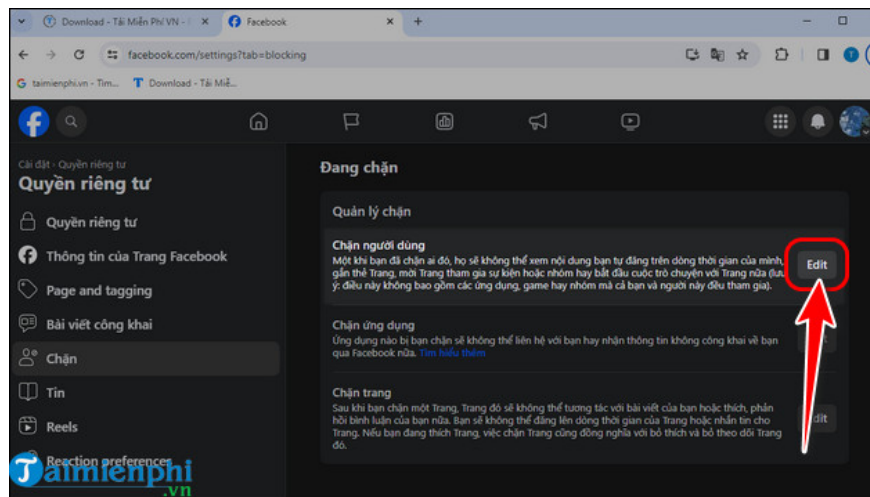 Download - Tải Miễn Phí VN -
Facebook
facebook.com/settings?tab=blocking
taimienphi.vn - Tim...
Download - Tải Miễ...
Cài đặt · Quyền riêng tư
Quyền riêng tư
Quyền riêng tư
Thông tin của Trang Facebook
Page and tagging
Bài viết công khai
Chặn
Tin
Reels
Reaction preferences
Đang chặn
Quản lý chặn
Chặn người dùng
Một khi bạn đã chặn ai đó, họ sẽ không thể xem nội dung bạn tự đăng trên dòng thời gian của mình,
gắn thẻ Trang, mời Trang tham gia sự kiện hoặc nhóm hay bắt đầu cuộc trò chuyện với Trang nữa (lưu
ý: điều này không bao gồm các ứng dụng, game hay nhóm mà cả bạn và người này đều tham gia).
Edit
Chặn ứng dụng
Ứng dụng nào bị bạn chặn sẽ không thể liên hệ với bạn hay nhận thông tin không công khai về bạn
qua Facebook nữa. Tìm hiểu thêm
Chặn trang
Sau khi bạn chặn một Trang, Trang đó sẽ không thể tương tác với bài viết của bạn hoặc thích, phản
hồi bình luận của bạn nữa. Bạn sẽ không thể đăng lên dòng thời gian của Trang hoặc nhắn tin cho
Trang. Nếu bạn đang thích Trang, việc chặn Trang cũng đồng nghĩa với bỏ thích và bỏ theo dõi Trang
đó.
Taimienphi
.vn